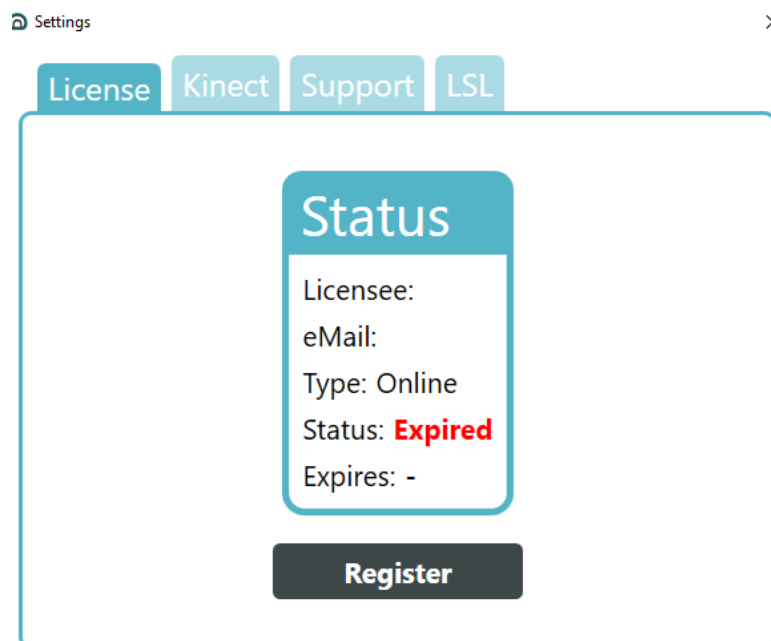 Settings
License Kinect Support LSL
Status
Licensee:
eMail:
Type: Online
Status: Expired
Expires: -
Register